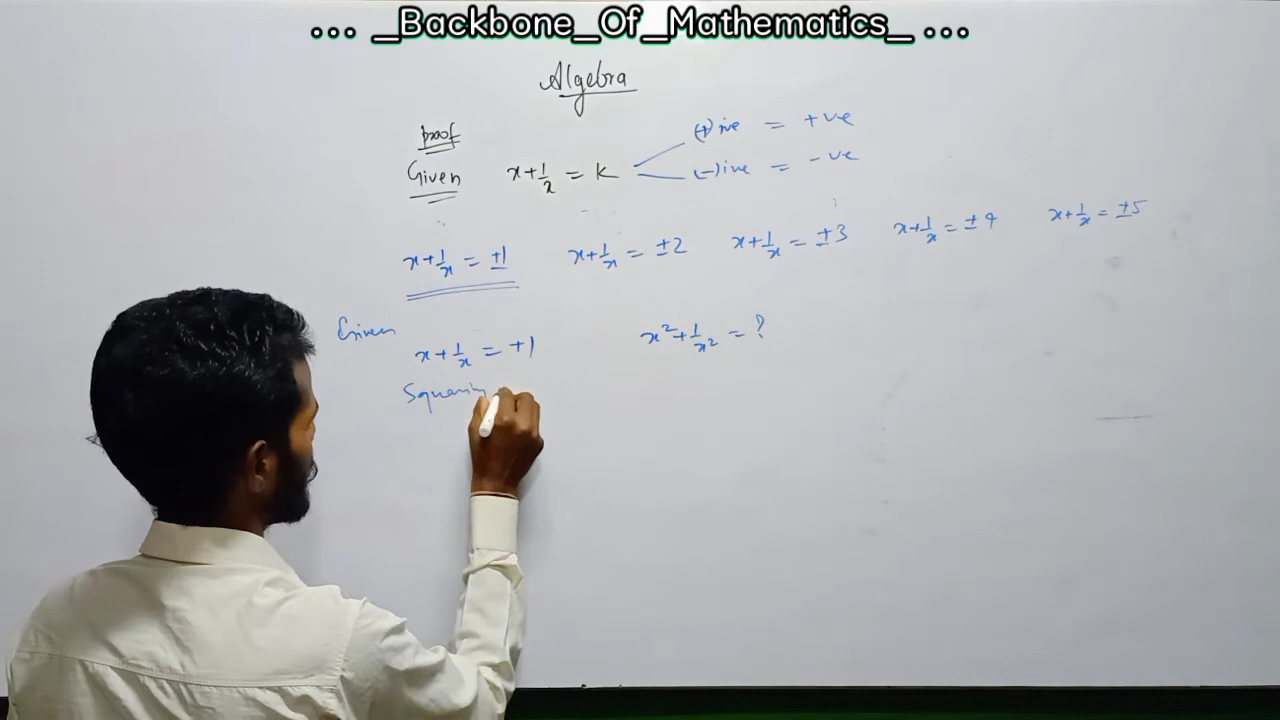 ... _Backbone_Of_Mathematics_ ...
Algebra
proof
Given x+1/x = K
(+)ive = +ve
(-)ive = -ve
x+1/x = ±1 x+1/x = ±2 x+1/x = ±3 x+1/x = ±4 x+1/x = ±5
Given
x+1/x = +1 x²+1/x² = ?
Squarin